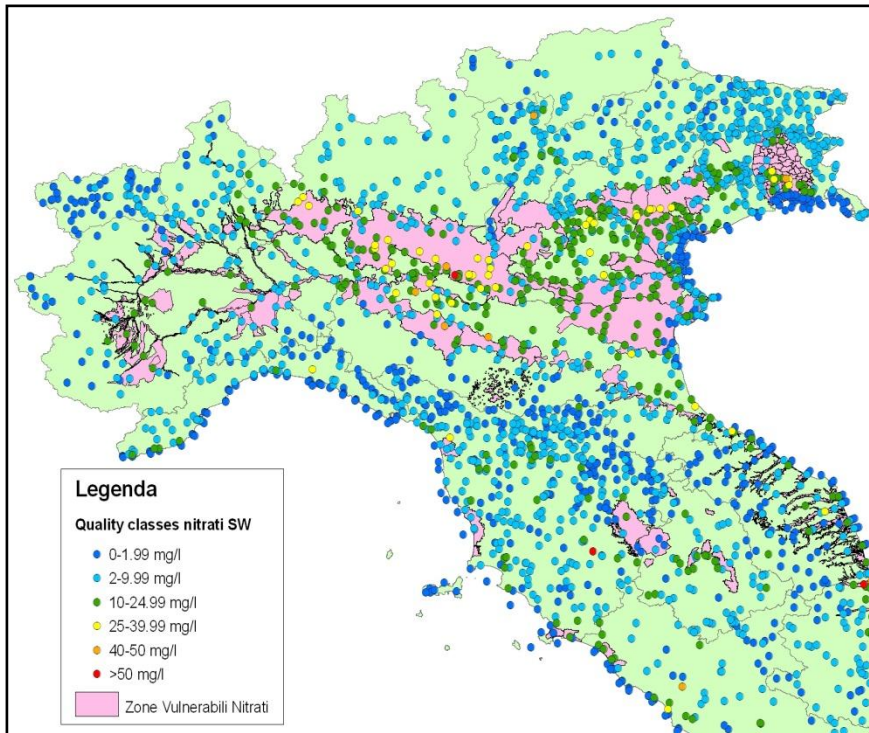 Legenda
Quality classes nitrati SW
0-1.99 mg/l
2-9.99 mg/l
10-24.99 mg/l
25-39.99 mg/l
40-50 mg/l
>50 mg/l
Zone Vulnerabili Nitrati